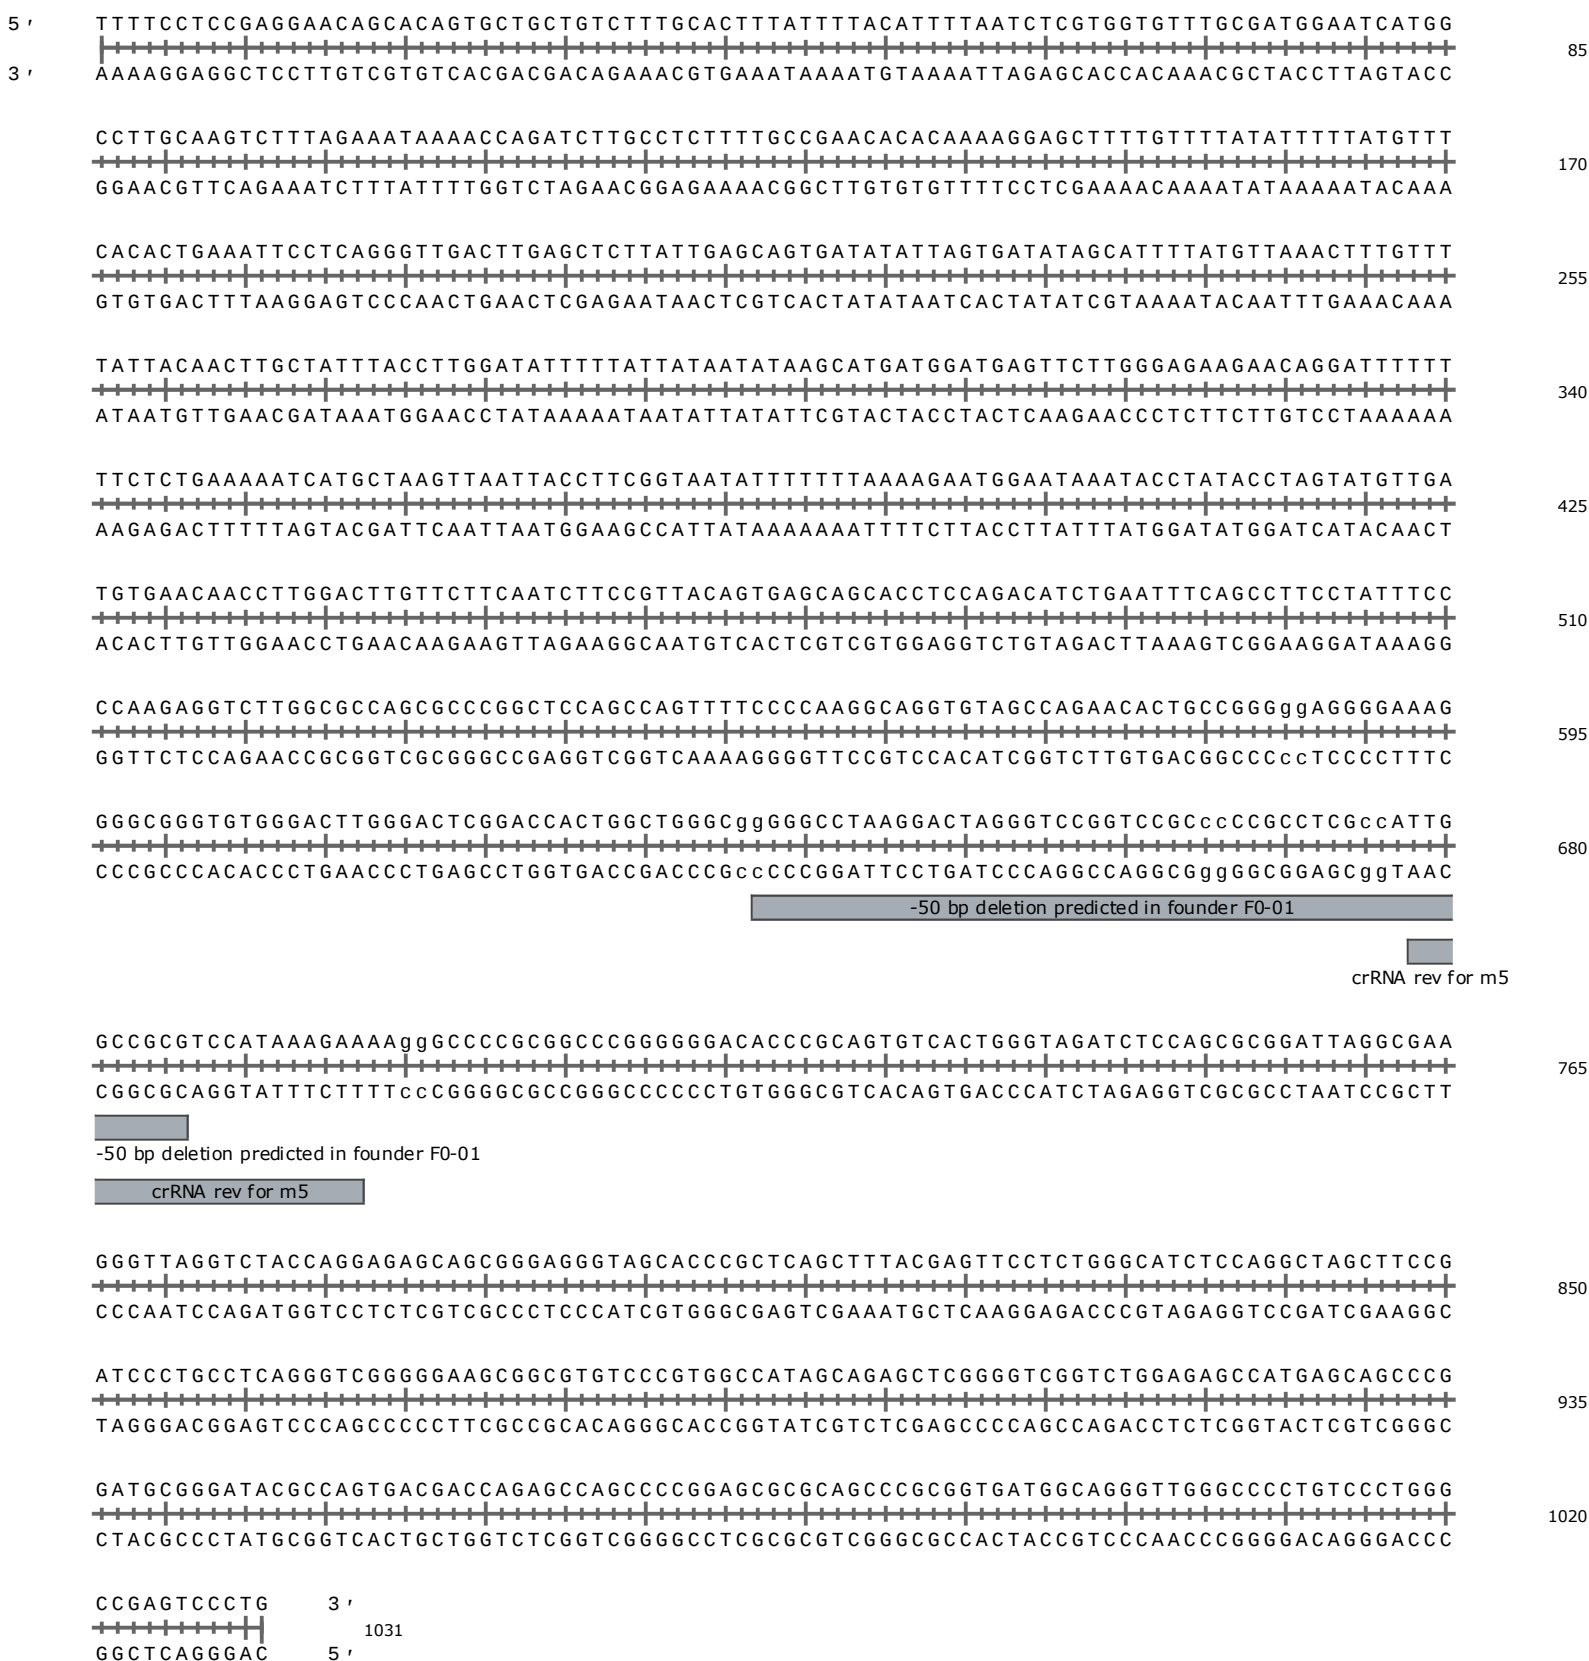 5 ′ TTTTCCTCCGAGGAACAGCACAGTGCTGCTGTCTTTGCACTTTATTTTACATTTTAATCTCGTGGTGTTTGCGATGGAATCATGG
85
3 ′ AAAAGGAGGCTCCTTGTCGTGTCACGACGACAGAAACGTGAAATAAAATGTAAAATTAGAGCACCACAAACGCTACCTTAGTACC
CCTTGCAAGTCTTTAGAAATAAAACCAGATCTTGCCTCTTTTGCCGAACACACAAAAGGAGCTTTTGTTTTATATTTTTATGTTT
170
GGAACGTTCAGAAATCTTTATTTTGGTCTAGAACGGAGAAAACGGCTTGTGTGTTTTCCTCGAAAACAAAATATAAAAATACAAA
CACACTGAAATTCCTCAGGGTTGACTTGAGCTCTTATTGAGCAGTGATATATTAGTGATATAGCATTTTATGTTAAACTTTGTTT
255
GTGTGACTTTAAGGAGTCCCAACTGAACTCGAGAATAACTCGTCACTATATAATCACTATATCGTAAAATACAATTTGAAACAAA
TATTACAACTTGCTATTTACCTTGGATATTTTTATTATAATATAAGCATGATGGATGAGTTCTTGGGAGAAGAACAGGATTTTTT
340
ATAATGTTGAACGATAAATGGAACCTATAAAAATAATATTATATTCGTACTACCTACTCAAGAACCCTCTTCTTGTCCTAAAAAA
TTCTCTGAAAAATCATGCTAAGTTAATTACCTTCGGTAATATTTTTTTAAAAGAATGGAATAAATACCTATACCTAGTATGTTGA
425
AAGAGACTTTTTAGTACGATTCAATTAATGGAAGCCATTATAAAAAAATTTTCTTACCTTATTTATGGATATGGATCATACAACT
TGTGAACAACCTTGGACTTGTTCTTCAATCTTCCGTTACAGTGAGCAGCACCTCCAGACATCTGAATTTCAGCCTTCCTATTTCC
510
ACACTTGTTGGAACCTGAACAAGAAGTTAGAAGGCAATGTCACTCGTCGTGGAGGTCTGTAGACTTAAAGTCGGAAGGATAAAGG
CCAAGAGGTCTTGGCGCCAGCGCCCGGCTCCAGCCAGTTTTCCCCAAGGCAGGTGTAGCCAGAACACTGCCGGGggAGGGGAAAG
595
GGTTCTCCAGAACCGCGGTCGCGGGCCGAGGTCGGTCAAAAGGGGTTCCGTCCACATCGGTCTTGTGACGGCCCccTCCCCTTTC
GGGCGGGTGTGGGACTTGGGACTCGGACCACTGGCTGGGCggGGGCCTAAGGACTAGGGTCCGGTCCGCccCCGCCTCGccATTG
680
CCCGCCCACACCCTGAACCCTGAGCCTGGTGACCGACCCGccCCCGGATTCCTGATCCCAGGCCAGGCGggGGCGGAGCggTAAC
-50 bp deletion predicted in founder F0-01
crRNA rev for m5
GCCGCGTCCATAAAGAAAAggGCCCCGCGGCCCGGGGGGACACCCGCAGTGTCACTGGGTAGATCTCCAGCGCGGATTAGGCGAA
765
CGGCGCAGGTATTTCTTTTccCGGGGCGCCGGGCCCCCCTGTGGGCGTCACAGTGACCCATCTAGAGGTCGCGCCTAATCCGCTT
-50 bp deletion predicted in founder F0-01
crRNA rev for m5
GGGTTAGGTCTACCAGGAGAGCAGCGGGAGGGTAGCACCCGCTCAGCTTTACGAGTTCCTCTGGGCATCTCCAGGCTAGCTTCCG
850
CCCAATCCAGATGGTCCTCTCGTCGCCCTCCCATCGTGGGCGAGTCGAAATGCTCAAGGAGACCCGTAGAGGTCCGATCGAAGGC
ATCCCTGCCTCAGGGTCGGGGGAAGCGGCGTGTCCCGTGGCCATAGCAGAGCTCGGGGTCGGTCTGGAGAGCCATGAGCAGCCCG
935
TAGGGACGGAGTCCCAGCCCCCTTCGCCGCACAGGGCACCGGTATCGTCTCGAGCCCCAGCCAGACCTCTCGGTACTCGTCGGGC
GATGCGGGATACGCCAGTGACGACCAGAGCCAGCCCCGGAGCGCGCAGCCCGCGGTGATGGCAGGGTTGGGCCCCTGTCCCTGGG
1020
CTACGCCCTATGCGGTCACTGCTGGTCTCGGTCGGGGCCTCGCGCGTCGGGCGCCACTACCGTCCCAACCCGGGGACAGGGACCC
CCGAGTCCCTG 3 ′
1031
GGCTCAGGGAC 5 ′